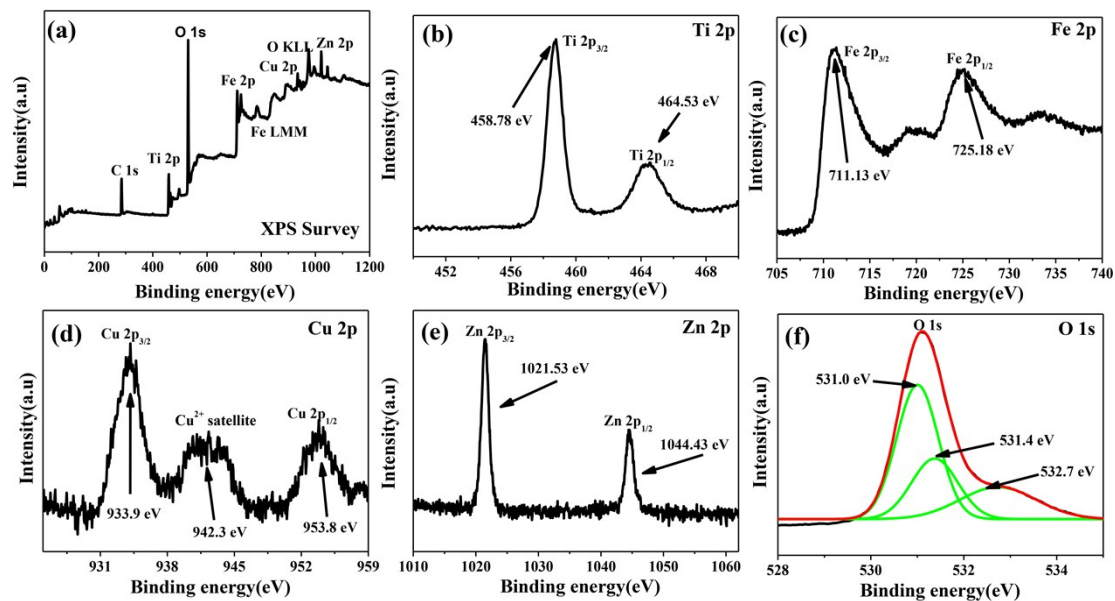 (a)
O 1s
O KLL
Zn 2p
Cu 2p
Fe 2p
Fe LMM
Ti 2p
C 1s
XPS Survey
Intensity(a.u)
0 200 400 600 800 1000 1200
Binding energy(eV)
(b)
Ti 2p
Ti 2p3/2
458.78 eV
464.53 eV
Ti 2p1/2
Intensity(a.u)
452 456 460 464 468
Binding energy(eV)
(c)
Fe 2p
Fe 2p3/2
Fe 2p1/2
711.13 eV
725.18 eV
Intensity(a.u)
705 711 720 725 730 735 740
Binding energy(eV)
(d)
Cu 2p
Cu 2p3/2
Cu2+ satellite
Cu 2p1/2
933.9 eV
942.3 eV
953.8 eV
Intensity(a.u)
931 938 945 952 959
Binding energy(eV)
(e)
Zn 2p
Zn 2p3/2
1021.53 eV
Zn 2p1/2
1044.43 eV
Intensity(a.u)
1010 1020 1030 1040 1050 1060
Binding energy(eV)
O 1s
O 1s
(f)
531.0 eV
531.4 eV
532.7 eV
Intensity(a.u)
528 530 532 534
Binding energy(eV)